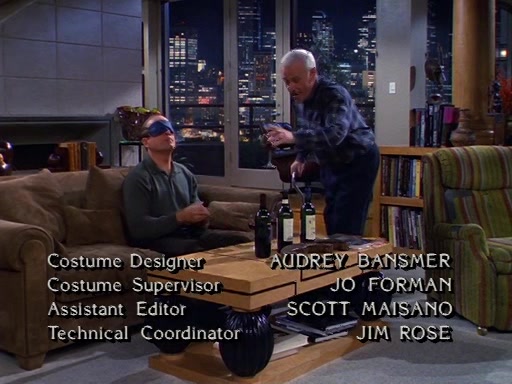 Costume Designer AUDREY BANSMER
Costume Supervisor JO FORMAN
Assistant Editor SCOTT MAISANO
Technical Coordinator JIM ROSE